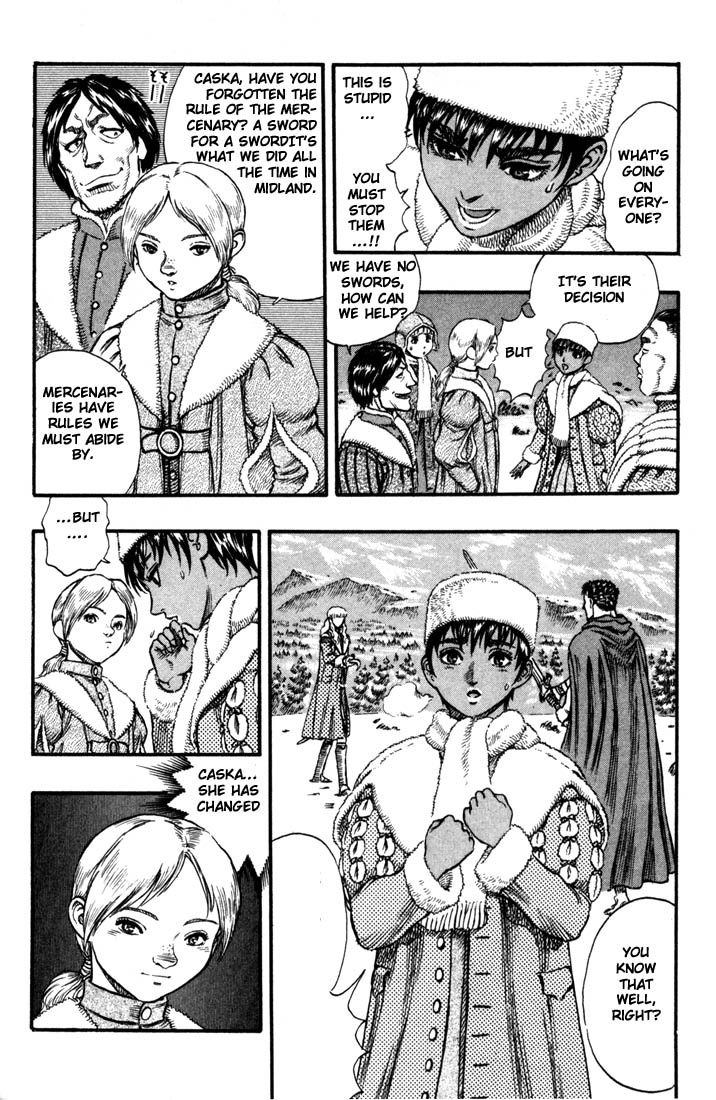 WHAT'S
GOING
ON
EVERY-
ONE?
THIS IS
STUPID
...
YOU
MUST
STOP
THEM
...!!
IT'S THEIR
DECISION
BUT
WE HAVE NO
SWORDS,
HOW CAN
WE HELP?
CASKA, HAVE YOU
FORGOTTEN THE
RULE OF THE MER-
CENARY? A SWORD
FOR A SWORDIT'S
WHAT WE DID ALL
THE TIME IN
MIDLAND.
MERCENAR-
IES HAVE
RULES WE
MUST ABIDE
BY.
YOU
KNOW
THAT
WELL,
RIGHT?
...BUT
....
CASKA...
SHE HAS
CHANGED